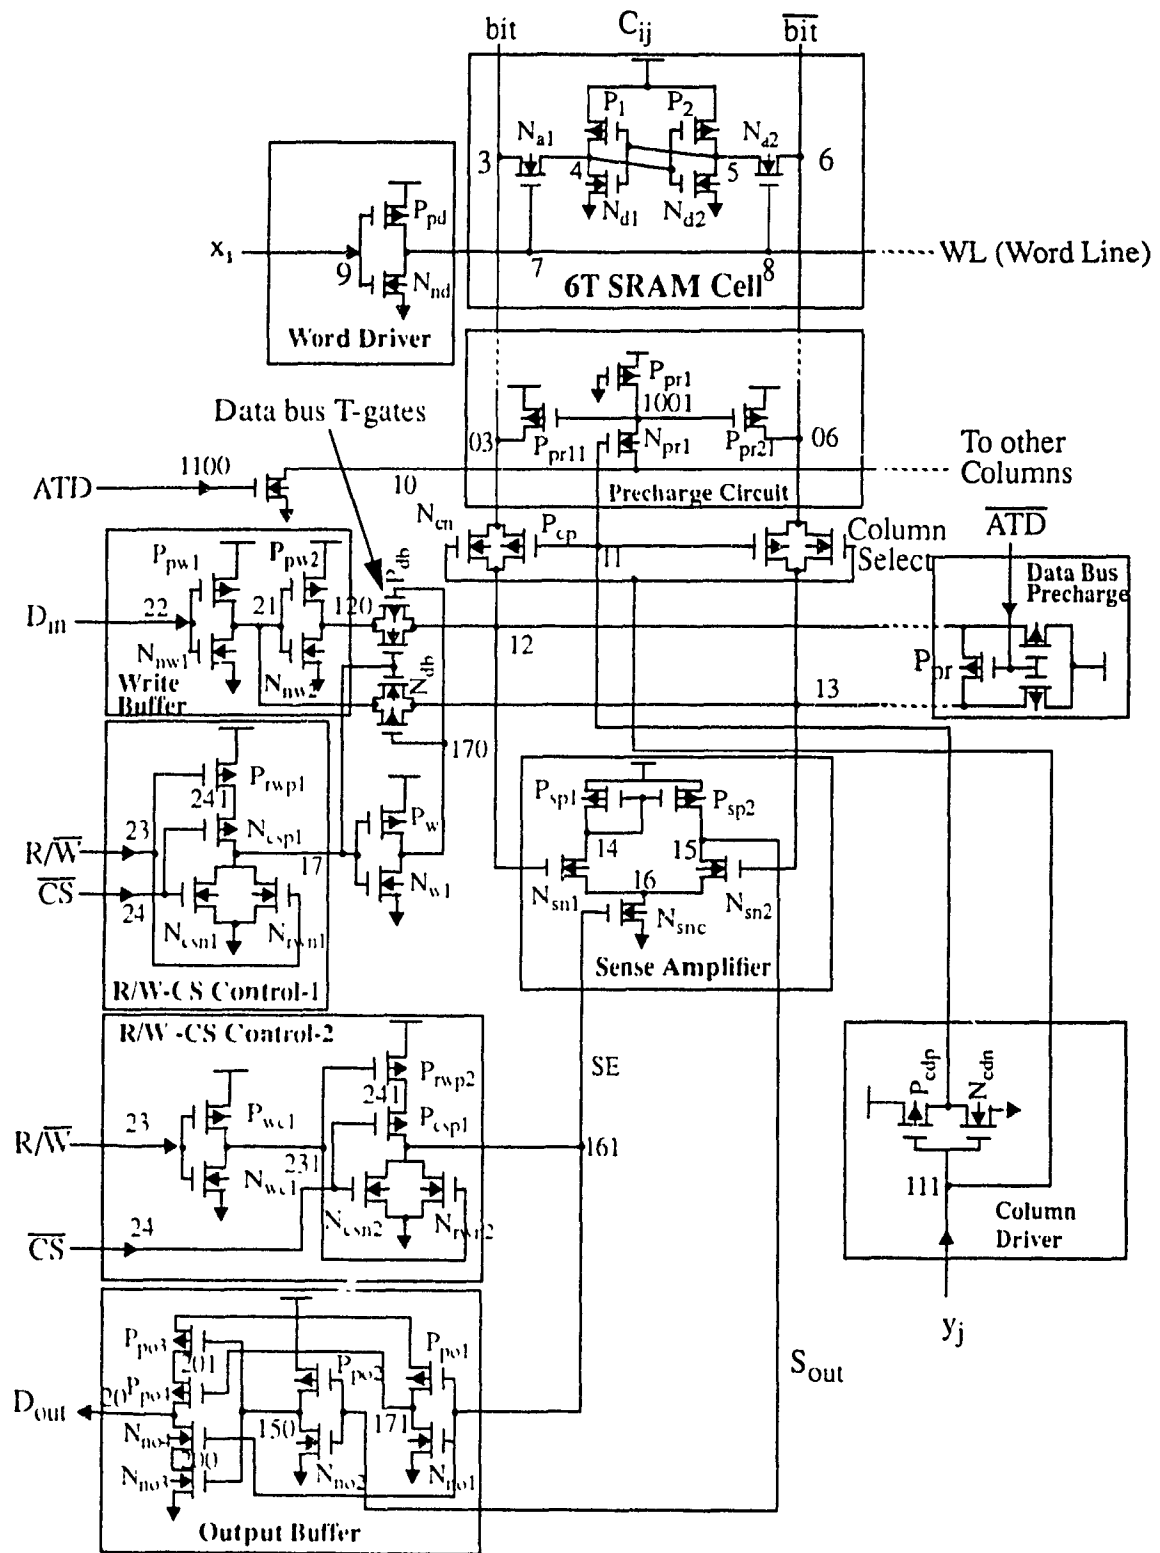 bit
C_ij
bit
P_1
P_2
N_a1
N_a2
3
4
5
6
N_d1
N_d2
P_pd
x_i
9
N_nd
7
8
WL (Word Line)
6T SRAM Cell
Word Driver
P_pr1
Data bus T-gates
1001
03
P_pr11
N_pr1
P_pr21
06
To other
Columns
1100
ATD
10
Precharge Circuit
N_cn
P_cp
11
Column
Select
ATD
P_pw1
P_pw2
P_db
Data Bus
Precharge
D_in
22
21
120
12
N_nw1
N_nw2
N_db
P_pr
Write
Buffer
13
170
P_rwp1
241
P_sp1
P_sp2
23
N_csp1
P_w
R/W
17
14
15
CS
24
N_w1
16
N_sn1
N_sn2
N_csn1
N_rwn1
N_snc
Sense Amplifier
R/W-CS Control-1
R/W -CS Control-2
P_rwp2
SE
P_cdp
N_cdn
241
23
P_wc1
P_csp1
R/W
161
231
N_wc1
111
24
N_csn2
N_rwn2
CS
Column
Driver
y_j
P_po3
P_po2
P_po1
201
S_out
D_out
20
P_po4
150
171
N_no4
200
N_no3
N_no2
N_no1
Output Buffer